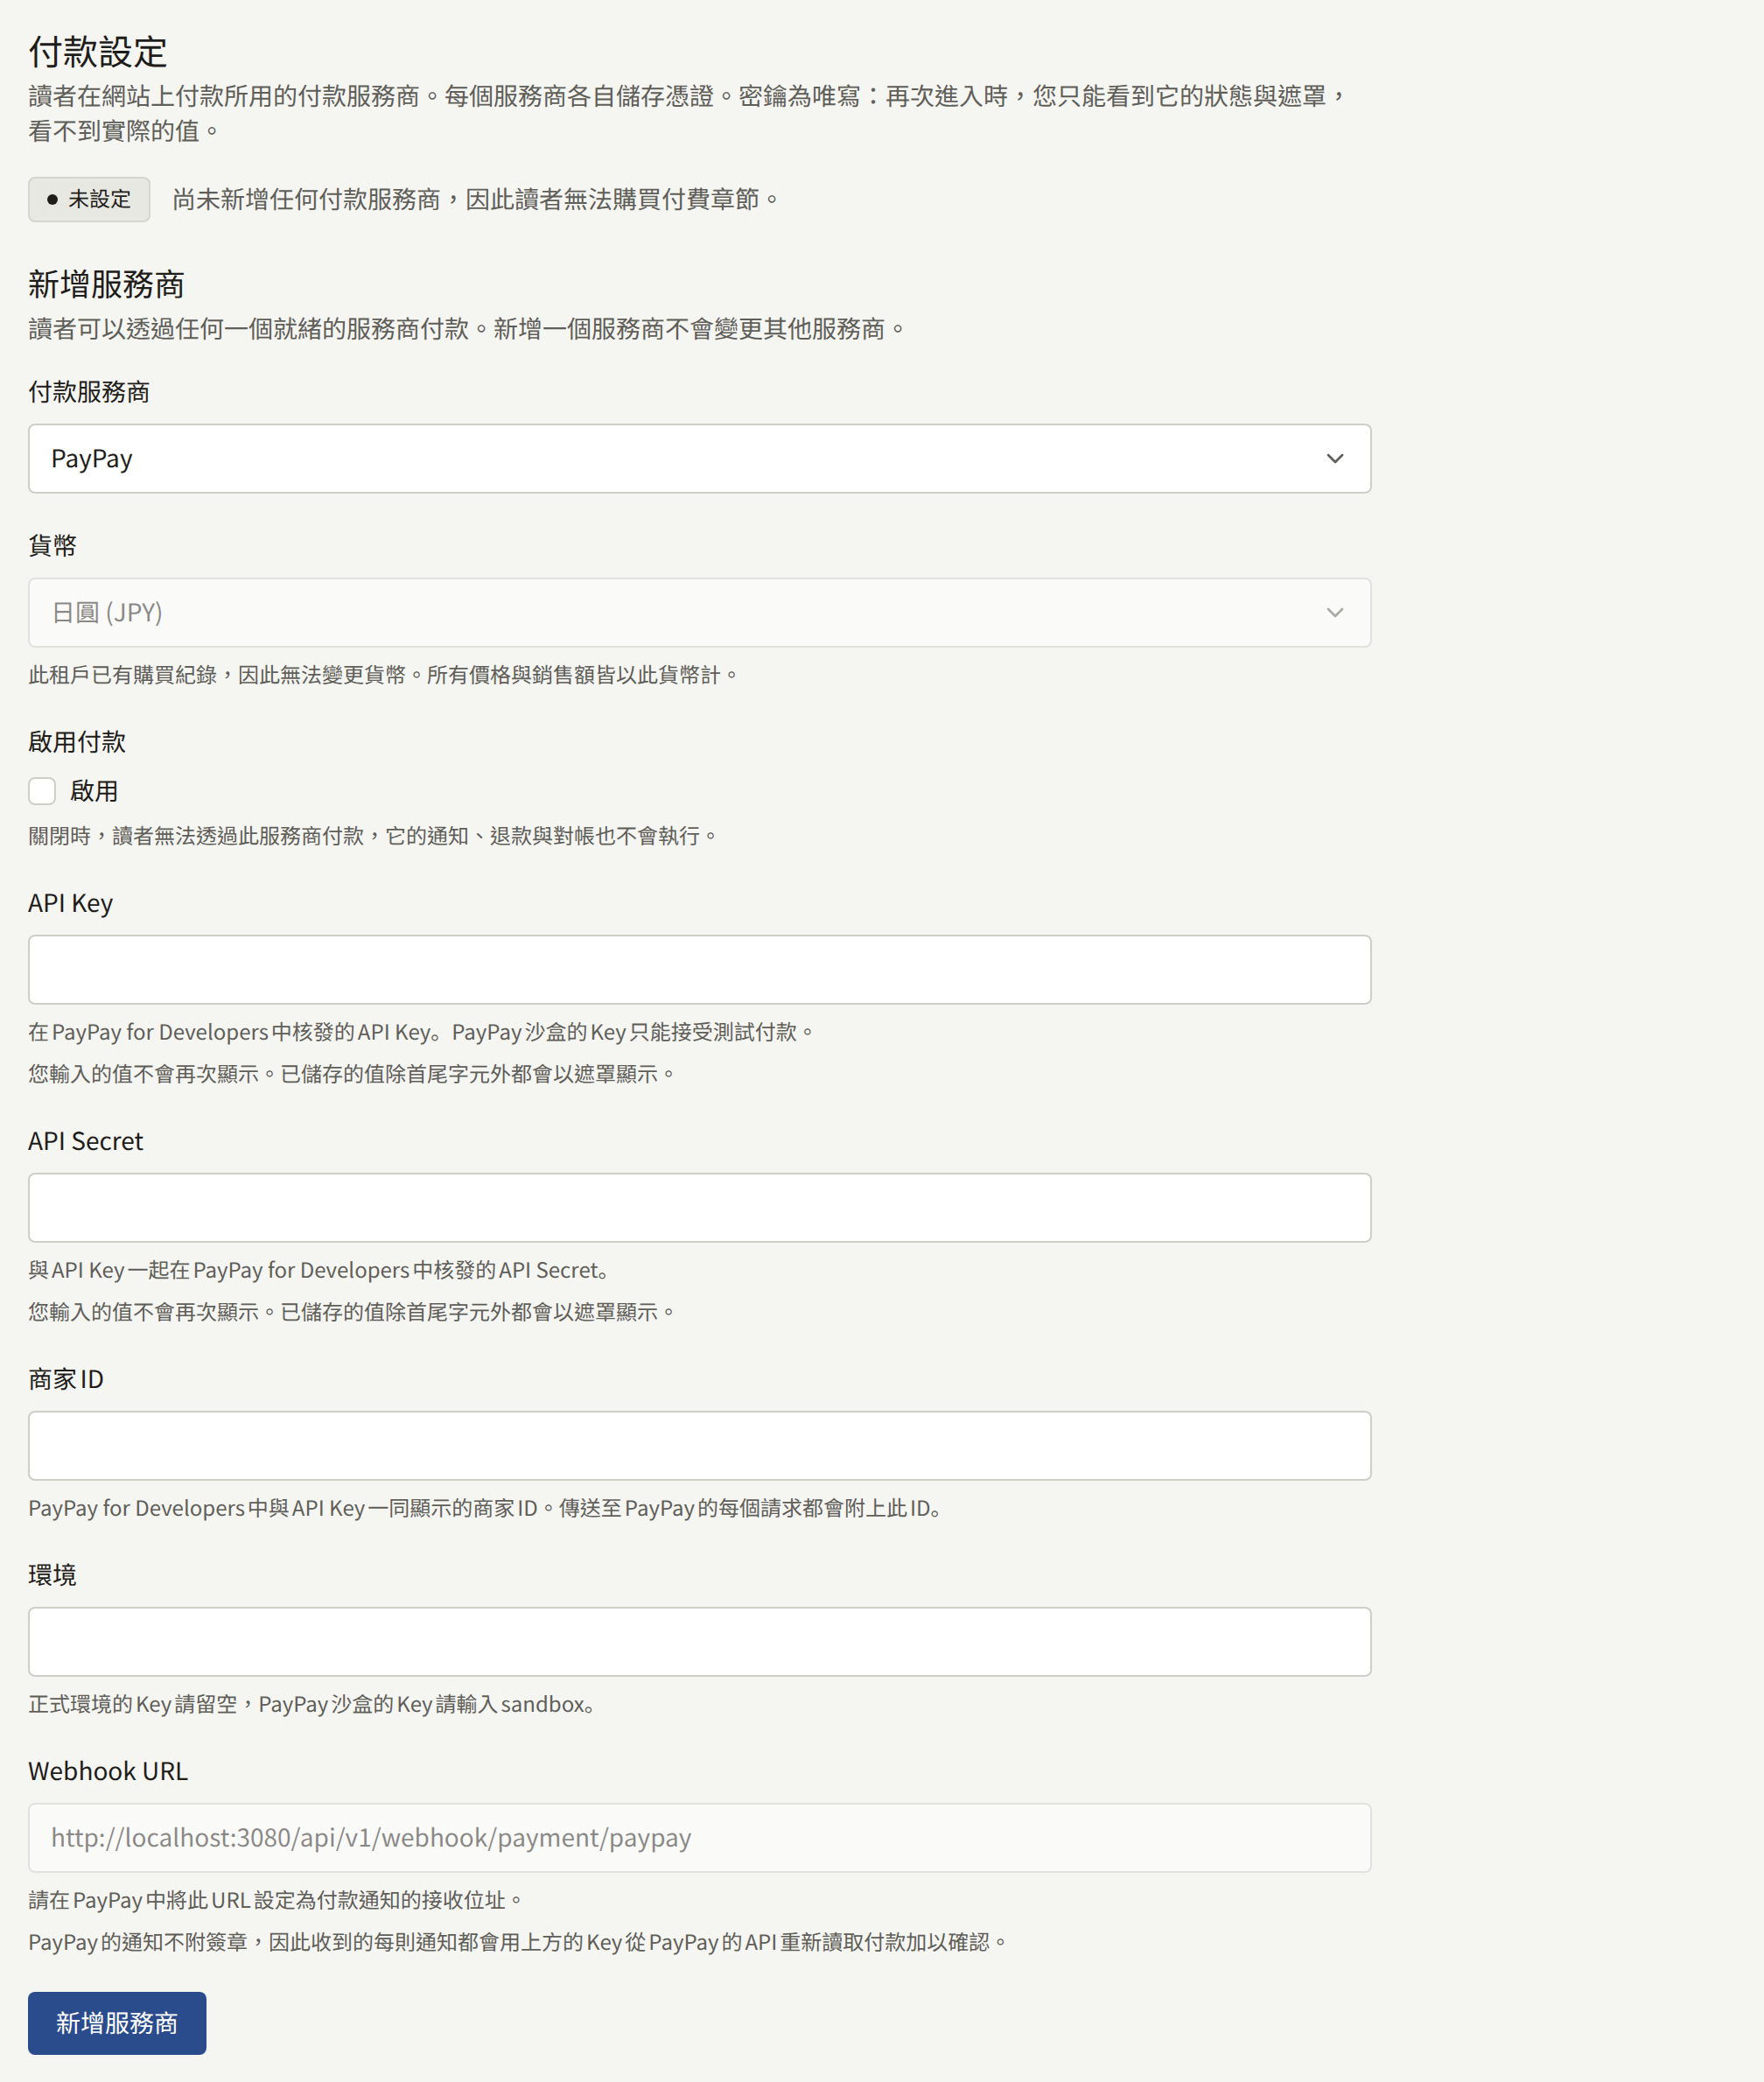 付款設定
讀者在網站上付款所用的付款服務商。每個服務商各自儲存憑證。密鑰為唯寫：再次進入時，您只能看到它的狀態與遮罩，
看不到實際的值。
未設定
尚未新增任何付款服務商，因此讀者無法購買付費章節。
新增服務商
讀者可以透過任何一個就緒的服務商付款。新增一個服務商不會變更其他服務商。
付款服務商
PayPay
貨幣
日圓 (JPY)
此租戶已有購買紀錄，因此無法變更貨幣。所有價格與銷售額皆以此貨幣計。
啟用付款
啟用
關閉時，讀者無法透過此服務商付款，它的通知、退款與對帳也不會執行。
API Key
在 PayPay for Developers 中核發的 API Key。PayPay 沙盒的 Key 只能接受測試付款。
您輸入的值不會再次顯示。已儲存的值除首尾字元外都會以遮罩顯示。
API Secret
與 API Key 一起在 PayPay for Developers 中核發的 API Secret。
您輸入的值不會再次顯示。已儲存的值除首尾字元外都會以遮罩顯示。
商家 ID
PayPay for Developers 中與 API Key 一同顯示的商家 ID。傳送至 PayPay 的每個請求都會附上此 ID。
環境
正式環境的 Key 請留空，PayPay 沙盒的 Key 請輸入 sandbox。
Webhook URL
http://localhost:3080/api/v1/webhook/payment/paypay
請在 PayPay 中將此 URL 設定為付款通知的接收位址。
PayPay 的通知不附簽章，因此收到的每則通知都會用上方的 Key 從 PayPay 的 API 重新讀取付款加以確認。
新增服務商